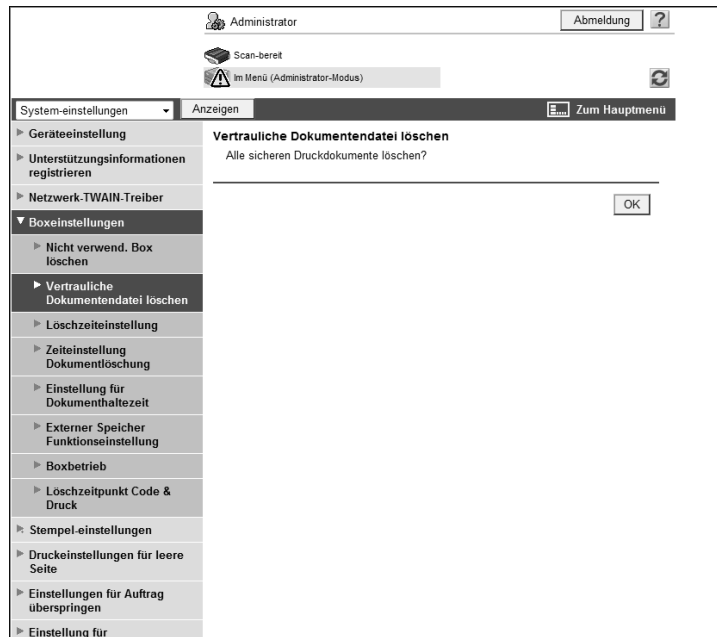 Administrator
Abmeldung
?
Scan-bereit
Im Menü (Administrator-Modus)
System-einstellungen
Anzeigen
Zum Hauptmenü
Geräteeinstellung
Unterstützungsinformationen
registrieren
Netzwerk-TWAIN-Treiber
Boxeinstellungen
Nicht verwend. Box
löschen
Vertrauliche
Dokumentendatei löschen
Löschzeiteinstellung
Zeiteinstellung
Dokumentlöschung
Einstellung für
Dokumenthaltezeit
Externer Speicher
Funktionseinstellung
Boxbetrieb
Löschzeitpunkt Code &
Druck
Stempel-einstellungen
Druckeinstellungen für leere
Seite
Einstellungen für Auftrag
überspringen
Einstellung für
Vertrauliche Dokumentendatei löschen
Alle sicheren Druckdokumente löschen?
OK